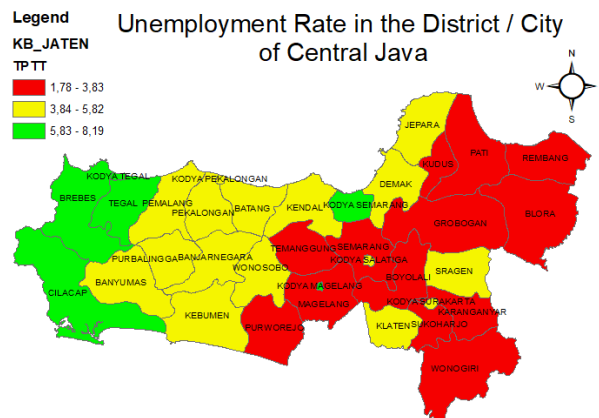 Legend
KB_JATEN
TPTT
1,78 - 3,83
3,84 - 5,82
5,83 - 8,19
Unemployment Rate in the District / City
of Central Java
N
W
S
JEPARA
PATI
KUDUS
REMBANG
KODYA TEGAL
KODYA PEKALONGAN
DEMAK
BREBES
TEGAL
PEMALANG
PEKALONGAN
BATANG
KENDAL
KODYA SEMARANG
GROBOGAN
BLORA
PURBALINGGA
BANJARNEGARA
WONOSOBO
TEMANGGUNG
SEMARANG
KODYA SALATIGA
BOYOLALI
SRAGEN
CILACAP
BANYUMAS
KODYA MAGELANG
MAGELANG
KODYA SURAKARTA
KARANGANYAR
KEBUMEN
PURWOREJO
KLATEN
SUKOHARJO
WONOGIRI